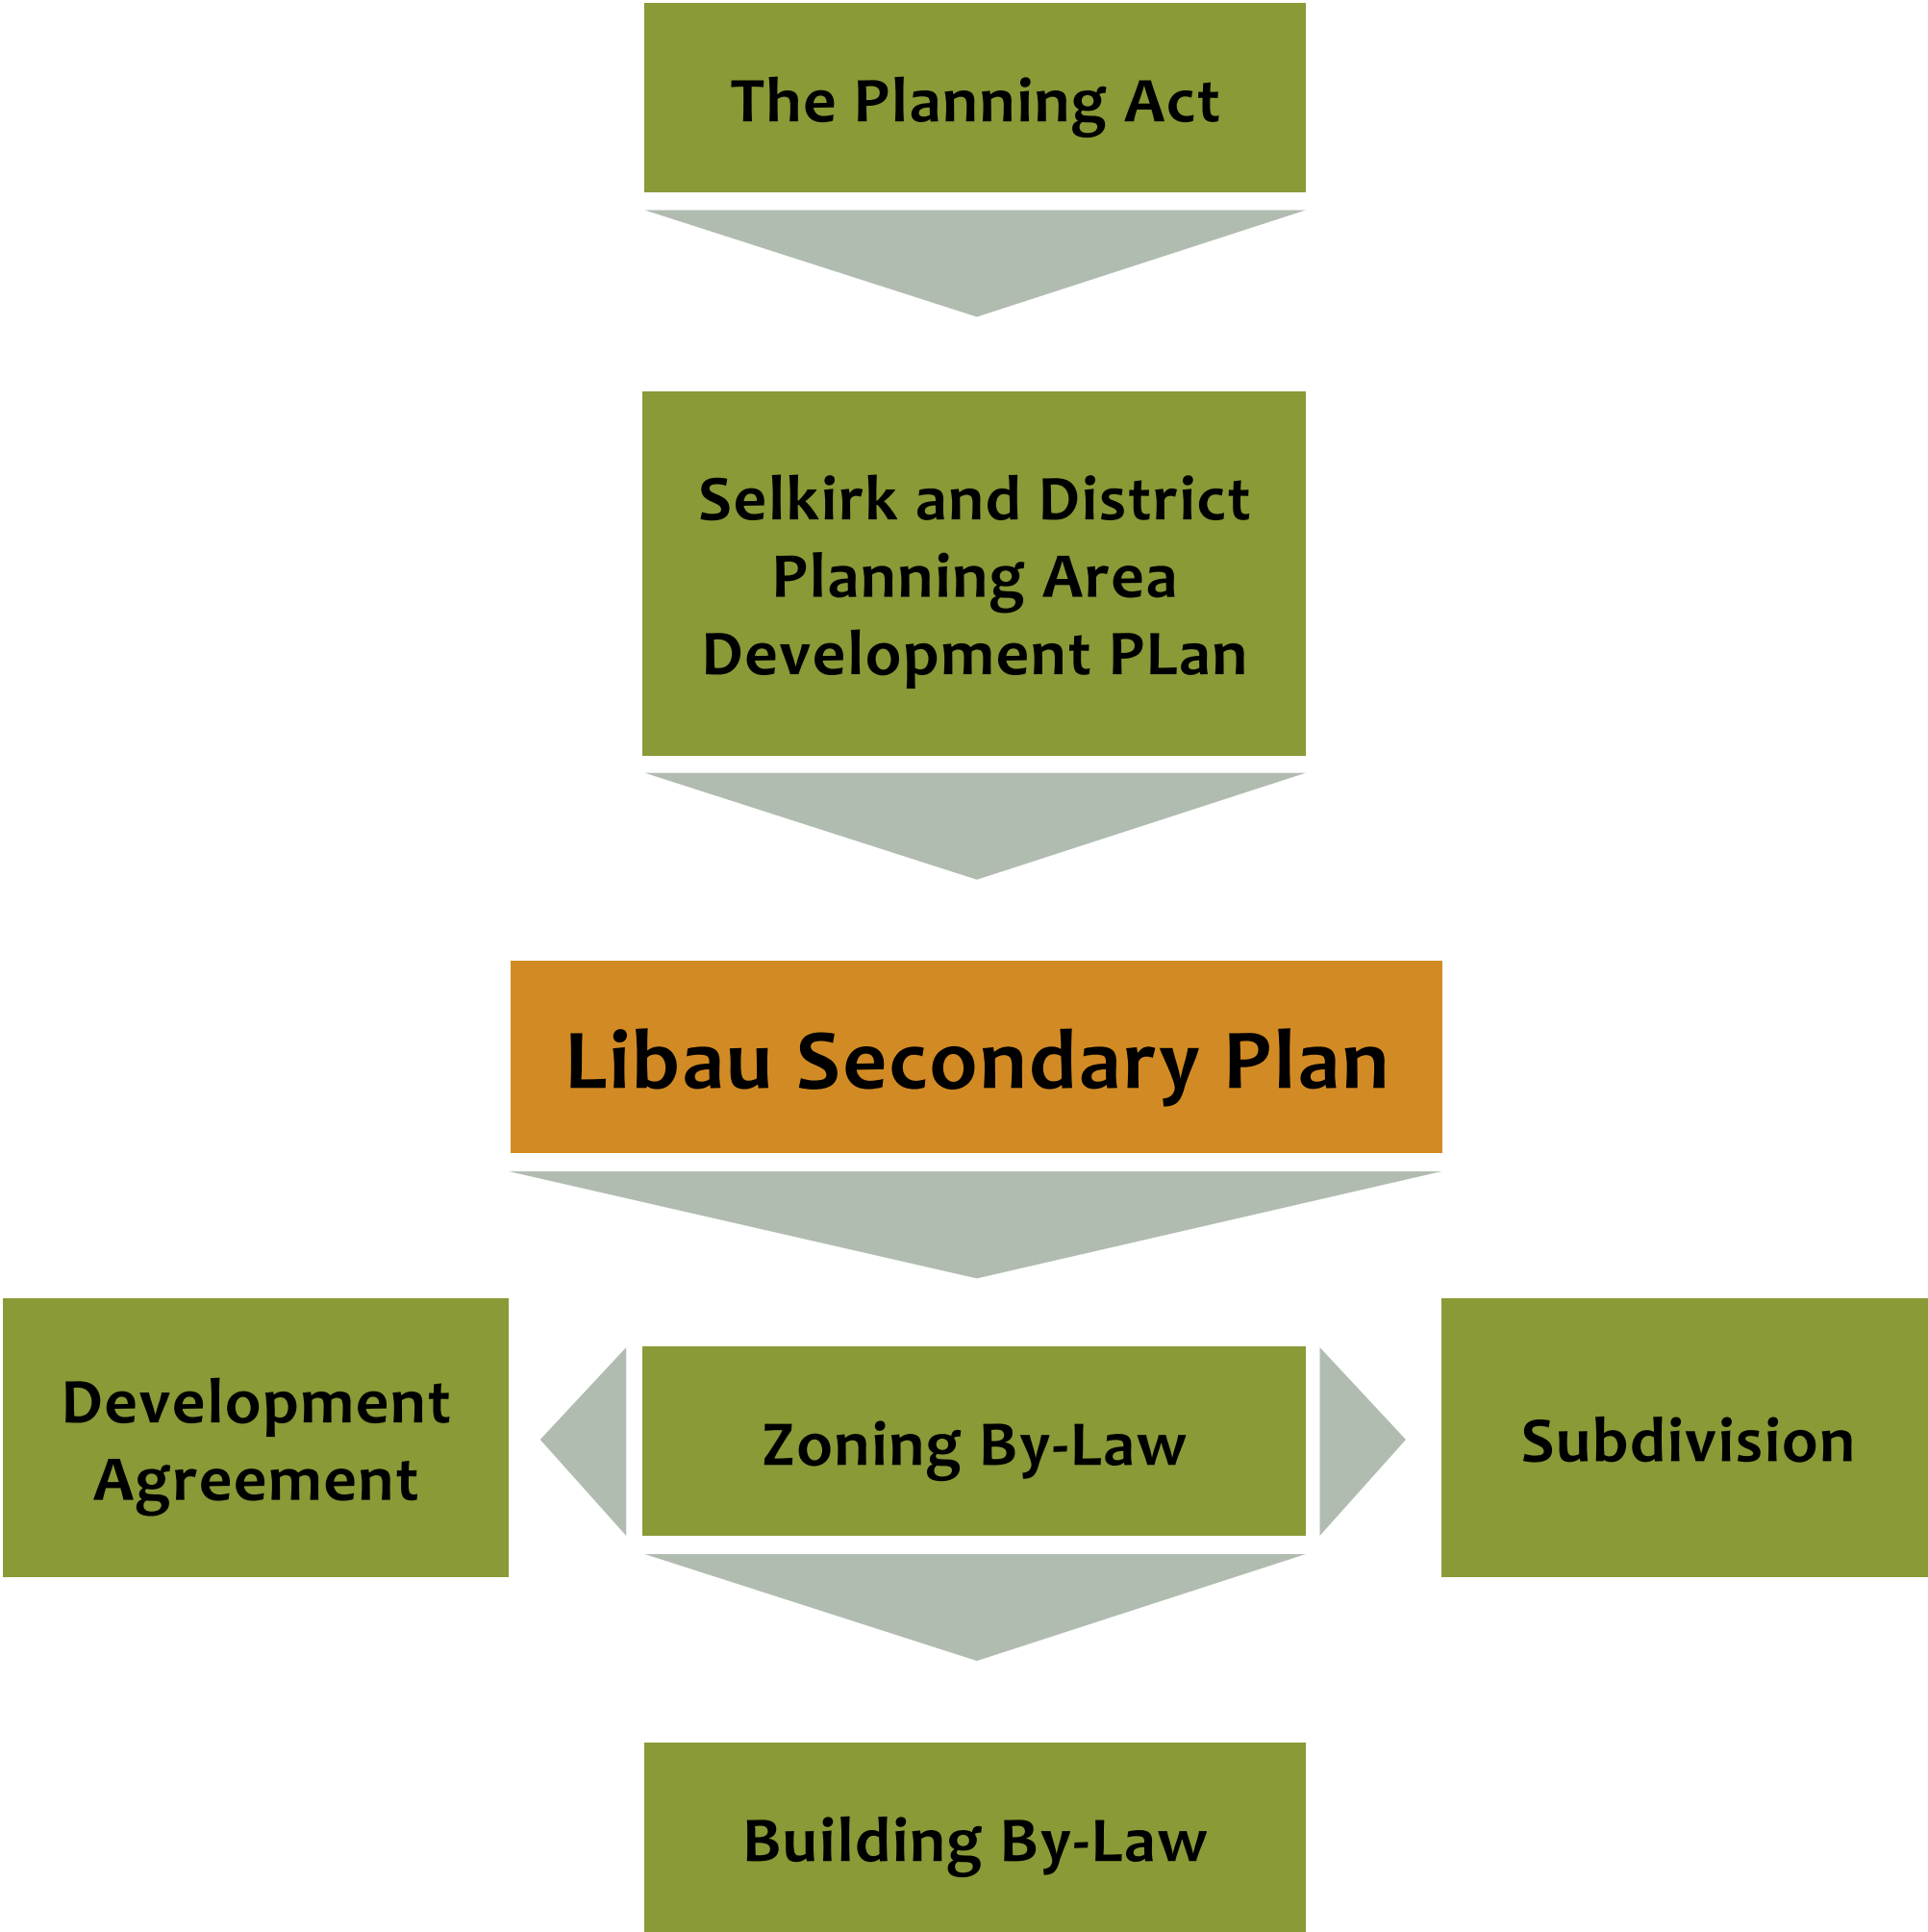 The Planning Act
Selkirk and District
Planning Area
Development PLan
Libau Secondary Plan
Development
Agreement
Zoning By-Law
Subdivision
Building By-Law